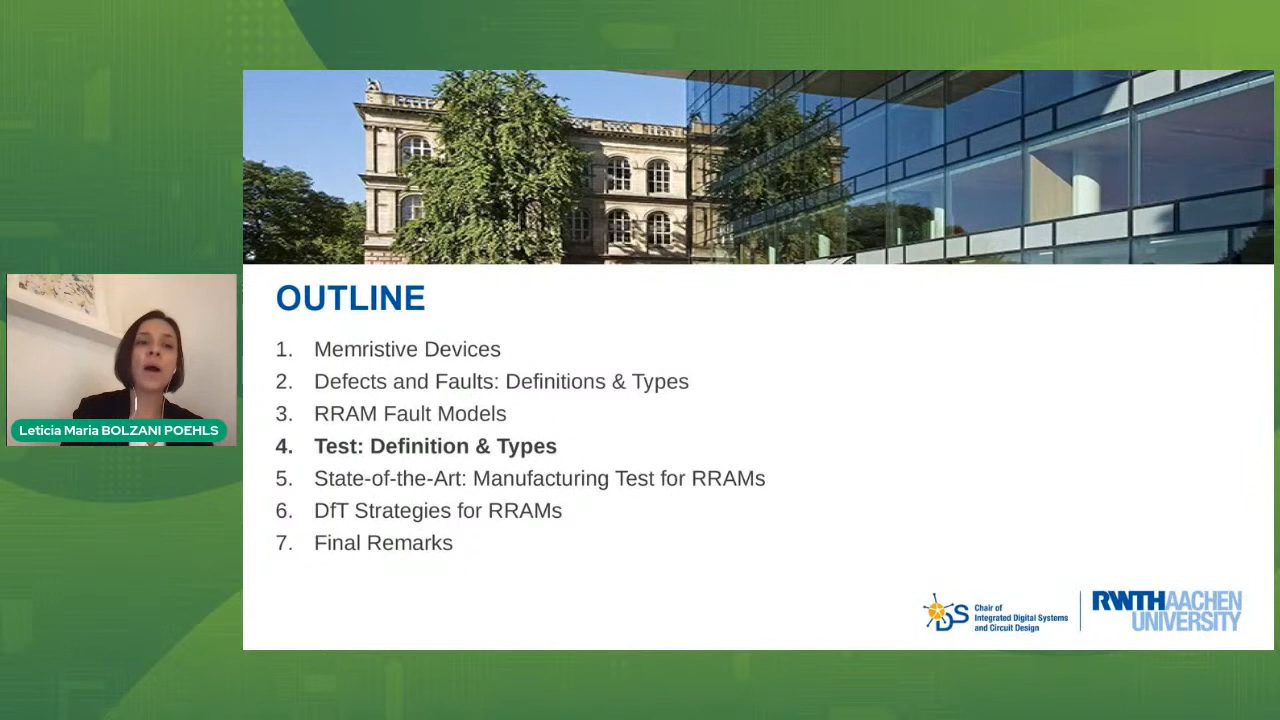 OUTLINE
1. Memristive Devices
2. Defects and Faults: Definitions & Types
3. RRAM Fault Models
4. Test: Definition & Types
5. State-of-the-Art: Manufacturing Test for RRAMs
6. DfT Strategies for RRAMs
7. Final Remarks
Leticia Maria BOLZANI POEHLS
IDS
Chair of
Integrated Digital Systems
and Circuit Design
RWTHAACHEN
UNIVERSITY